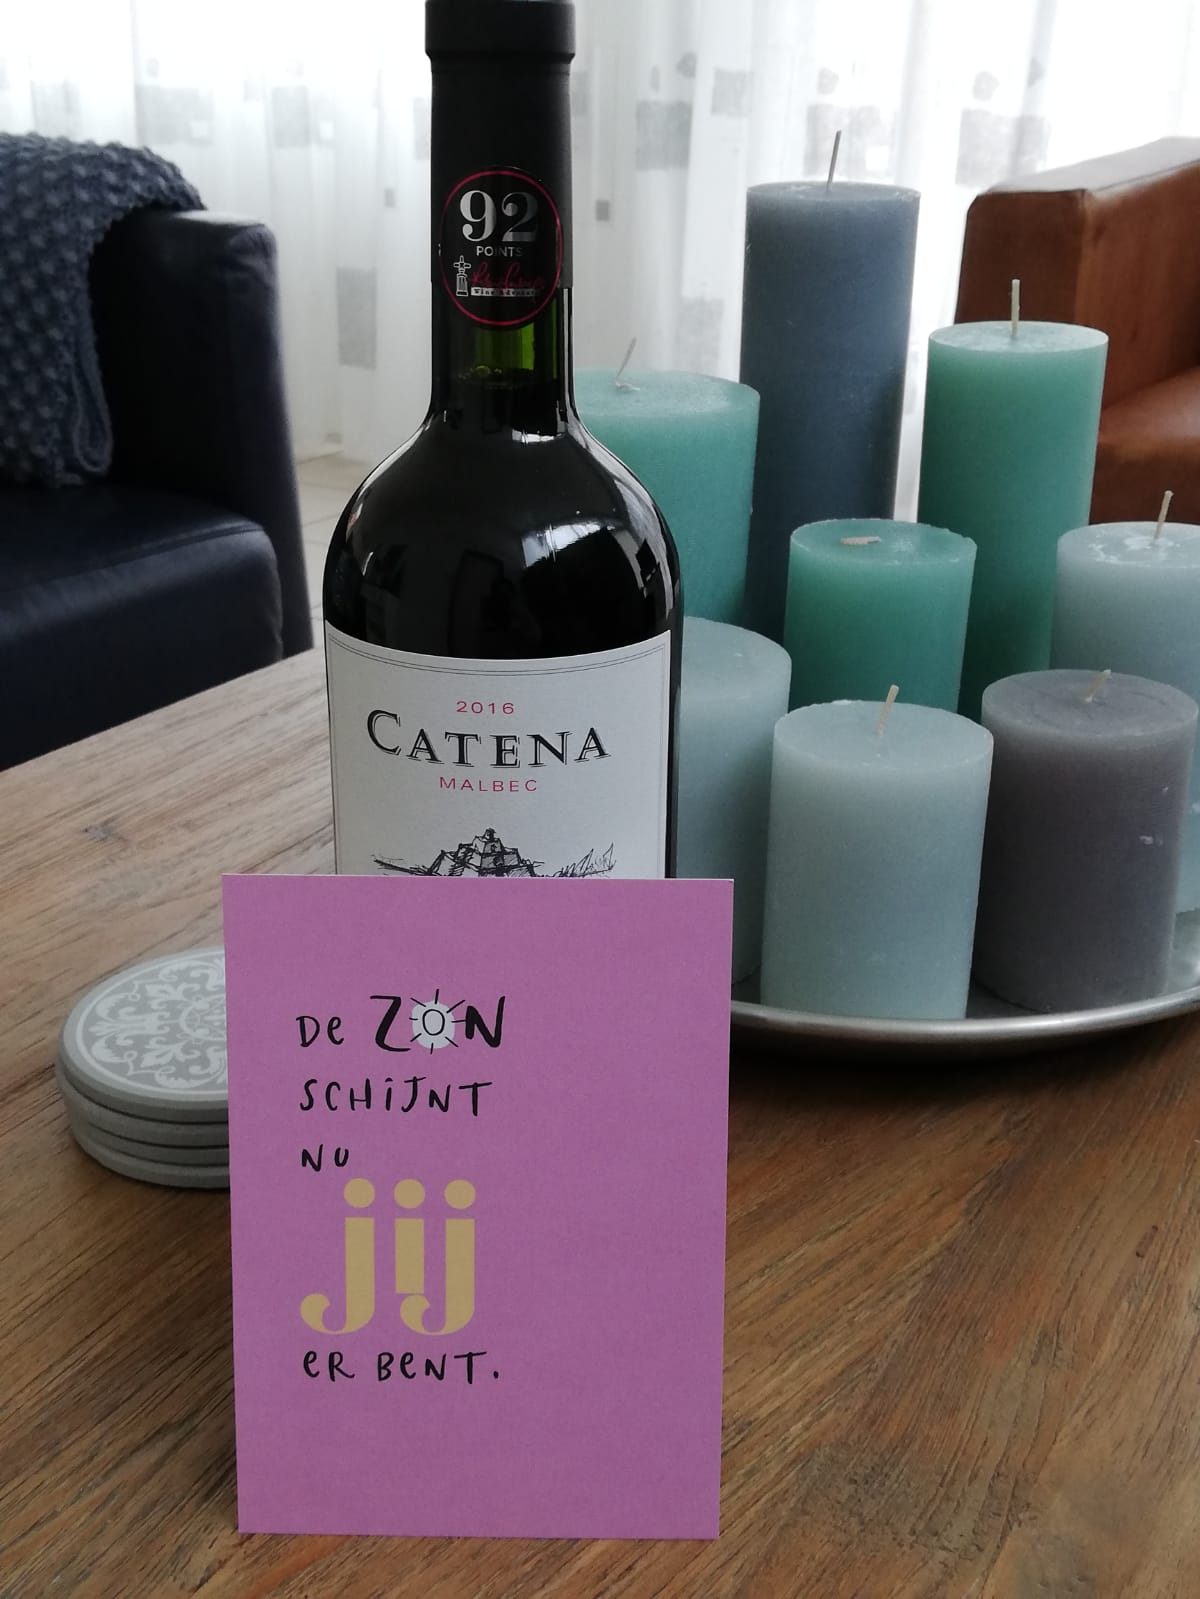 92
POINTS
2016
CATENA
MALBEC
De ZON
SCHIJNT
NU
jij
eR BeNT.